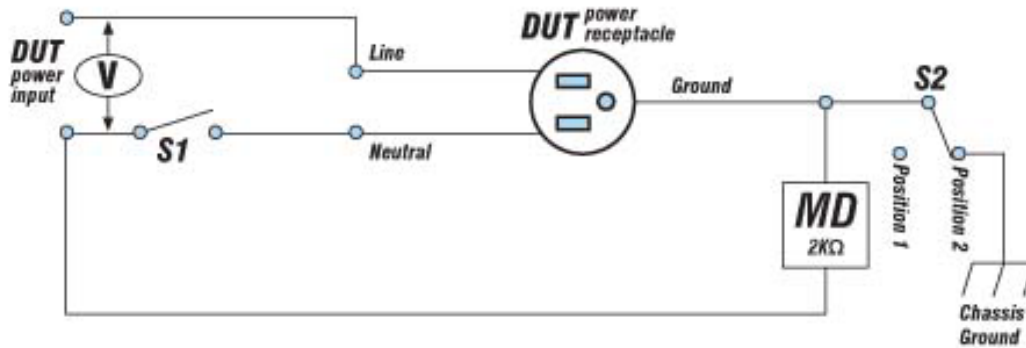 DUT power
receptacle
DUT
power
input
V
Line
S1
Neutral
Ground
S2
MD
2KΩ
Position 1
Position 2
Chassis
Ground